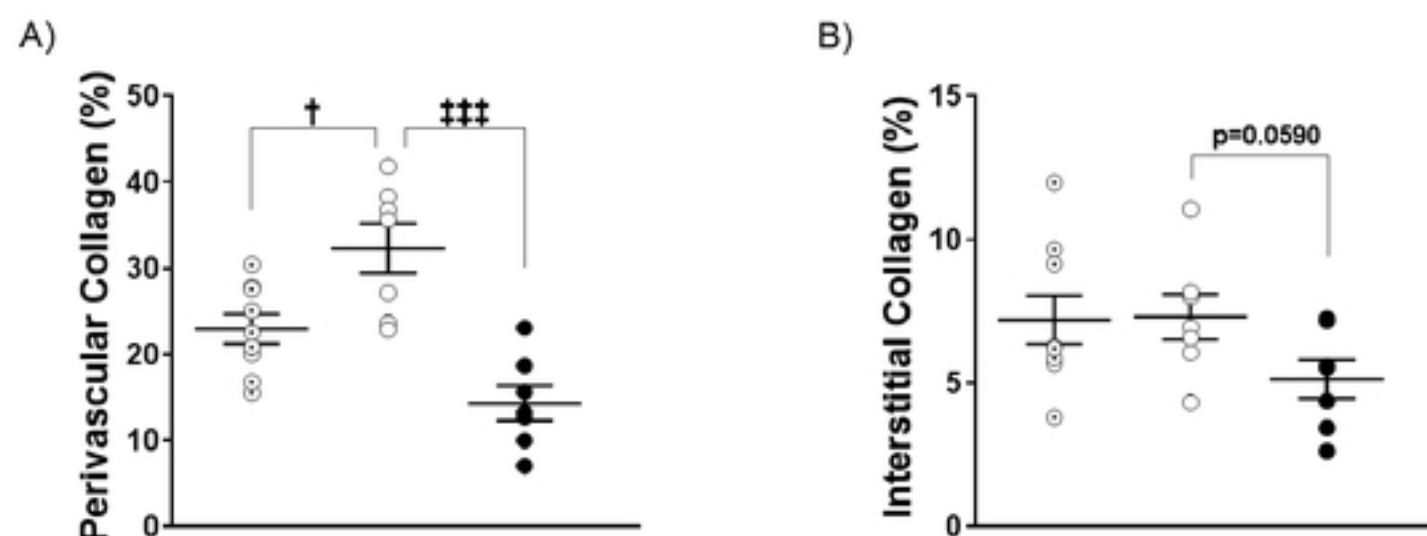 A)
Perivascular Collagen (%)
50
40
30
20
10
0
†
‡‡‡
B)
Interstitial Collagen (%)
15
10
5
0
p=0.0590